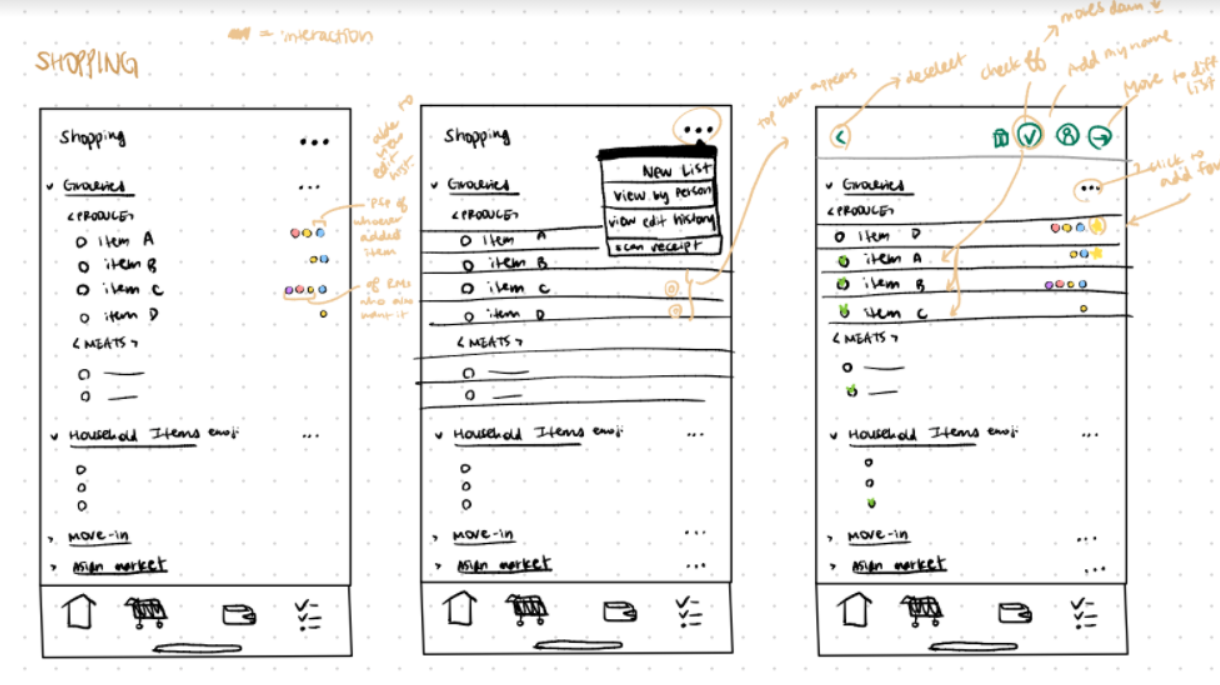 = interaction
SHOPPING
Shopping
Groceries
<PRODUCE>
item A
item B
item C
item D
<MEATS>
Household Items emoji
Move-in
Asian market
able to
view
edit
hist.
pfp of
whoever
added
item
of RMs
who also
want it
Shopping
New List
view by person
view edit history
scan receipt
Groceries
<PRODUCE>
item A
item B
item C
item D
<MEATS>
Household Items emoji
Move-in
Asian market
top bar appears
deselect
check off
moves down
Add my name
Move to diff
list
click to
add fav
Groceries
<PRODUCE>
item D
item A
item B
item C
<MEATS>
Household Items emoji
Move-in
Asian market